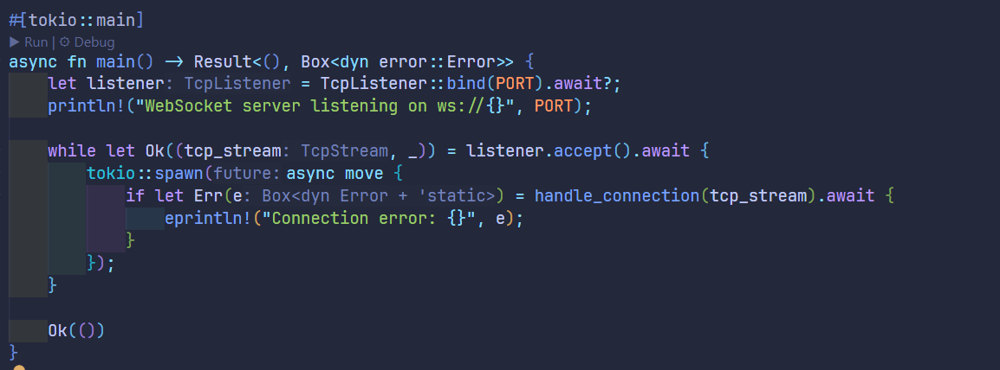 #[tokio::main]
▶ Run | ⚙ Debug
async fn main() -> Result<(), Box<dyn error::Error>> {
    let listener: TcpListener = TcpListener::bind(PORT).await?;
    println!("WebSocket server listening on ws://{}", PORT);

    while let Ok((tcp_stream: TcpStream, _)) = listener.accept().await {
        tokio::spawn(future: async move {
            if let Err(e: Box<dyn Error + 'static>) = handle_connection(tcp_stream).await {
                eprintln!("Connection error: {}", e);
            }
        });
    }

    Ok(())
}